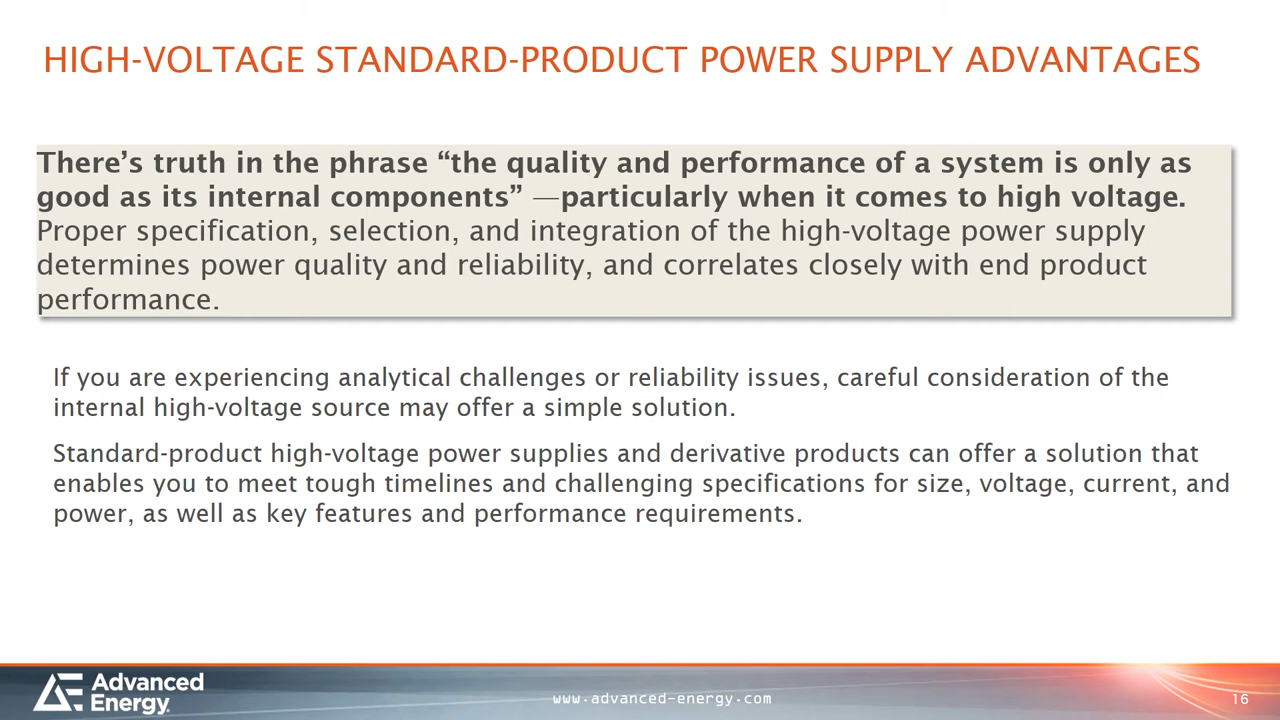 HIGH-VOLTAGE STANDARD-PRODUCT POWER SUPPLY ADVANTAGES
There’s truth in the phrase “the quality and performance of a system is only as
good as its internal components” —particularly when it comes to high voltage.
Proper specification, selection, and integration of the high-voltage power supply
determines power quality and reliability, and correlates closely with end product
performance.
If you are experiencing analytical challenges or reliability issues, careful consideration of the
internal high-voltage source may offer a simple solution.
Standard-product high-voltage power supplies and derivative products can offer a solution that
enables you to meet tough timelines and challenging specifications for size, voltage, current, and
power, as well as key features and performance requirements.
Advanced
Energy
www.advanced-energy.com
16